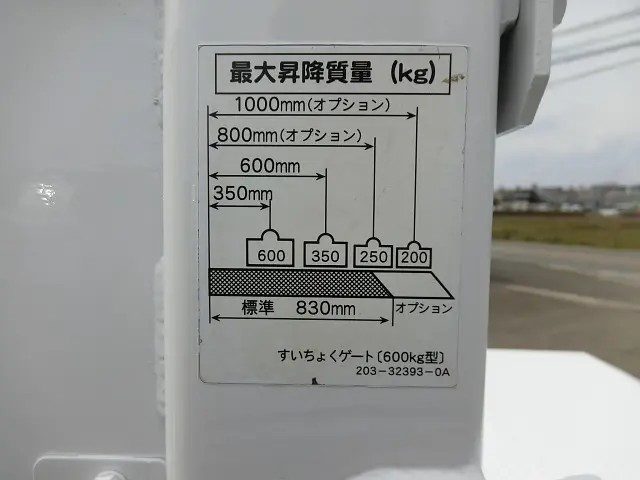 最大昇降質量 (kg)
1000mm(オプション)
800mm(オプション)
600mm
350mm
600 350 250 200
標準 830mm オプション
すいちょくゲート〔600kg型〕
203-32393-0A